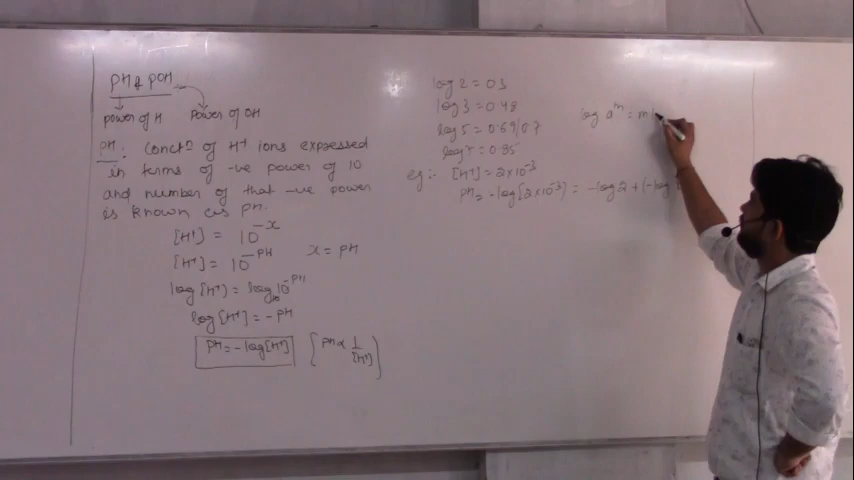 PH & POH
power of H Power of OH
PH: Concⁿ of H⁺ ions expressed
in terms of -ve power of 10
and number of that -ve power
is known as PH.
[H⁺] = 10⁻ˣ
[H⁺] = 10⁻ᴾᴴ x = PH
log[H⁺] = log₁₀10⁻ᴾᴴ
log[H⁺] = -PH
PH = -log[H⁺] [PH ∝ 1/[H⁺]]
log 2 = 0.3
log 3 = 0.48
log 5 = 0.69/0.7
log 7 = 0.85
eg:- [H⁺] = 2×10⁻³
PH = -log[2×10⁻³] = -log 2 + (-log
log aᵐ = m